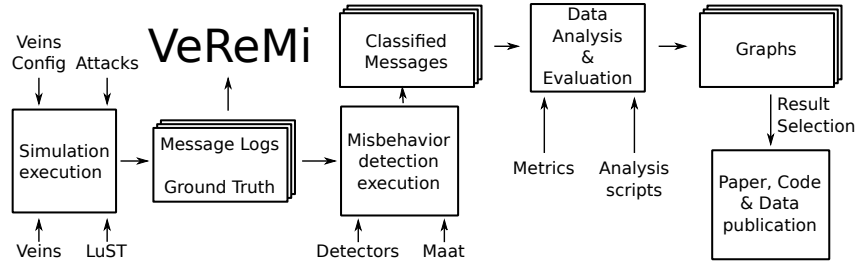 Veins
Config
Attacks
Simulation
execution
Veins
LuST
VeReMi
Message Logs
Ground Truth
Classified
Messages
Misbehavior
detection
execution
Detectors
Maat
Data
Analysis
&
Evaluation
Metrics
Analysis
scripts
Graphs
Result
Selection
Paper, Code
& Data
publication